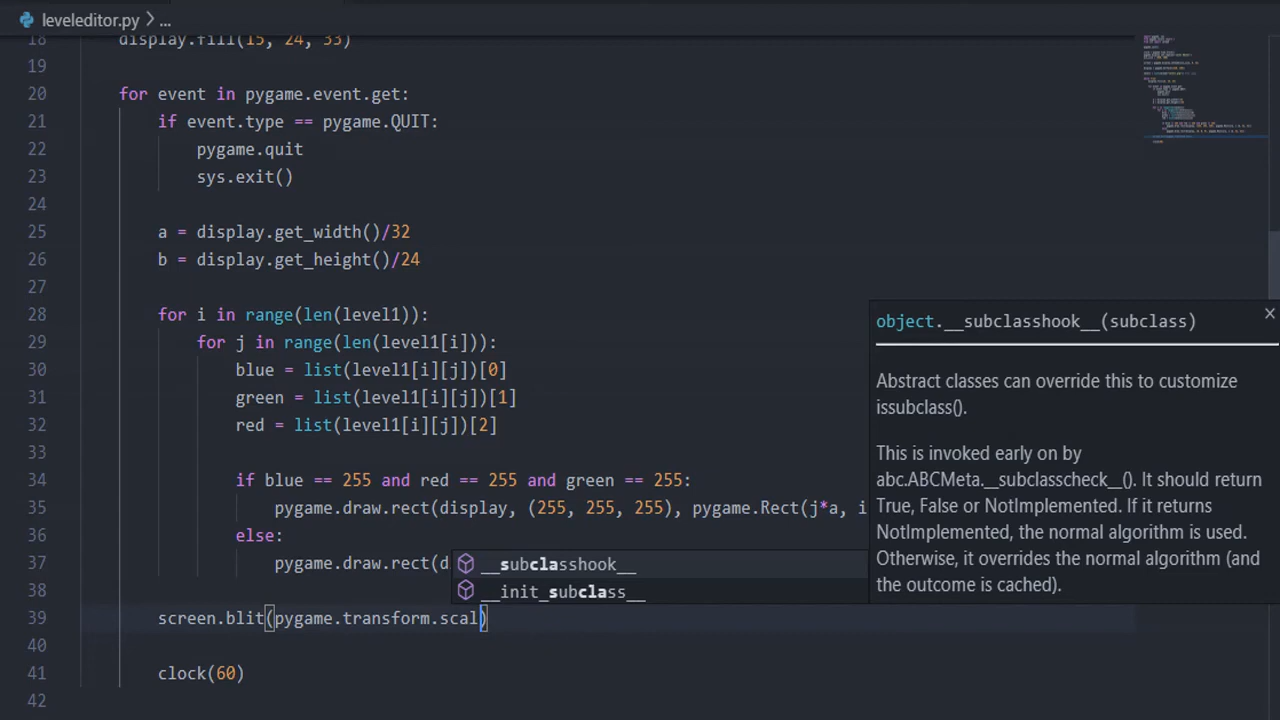 leveleditor.py > ...
18 display.fill(15, 24, 33)
19
20 for event in pygame.event.get:
21 if event.type == pygame.QUIT:
22 pygame.quit
23 sys.exit()
24
25 a = display.get_width()/32
26 b = display.get_height()/24
27
28 for i in range(len(level1)):
29 for j in range(len(level1[i])):
30 blue = list(level1[i][j])[0]
31 green = list(level1[i][j])[1]
32 red = list(level1[i][j])[2]
33
34 if blue == 255 and red == 255 and green == 255:
35 pygame.draw.rect(display, (255, 255, 255), pygame.Rect(j*a, i
36 else:
37 pygame.draw.rect(d
38
39 screen.blit(pygame.transform.scal)
40
41 clock(60)
42
__subclasshook__
__init_subclass__
object.__subclasshook__(subclass)
Abstract classes can override this to customize
issubclass().
This is invoked early on by
abc.ABCMeta.__subclasscheck__(). It should return
True, False or NotImplemented. If it returns
NotImplemented, the normal algorithm is used.
Otherwise, it overrides the normal algorithm (and
the outcome is cached).